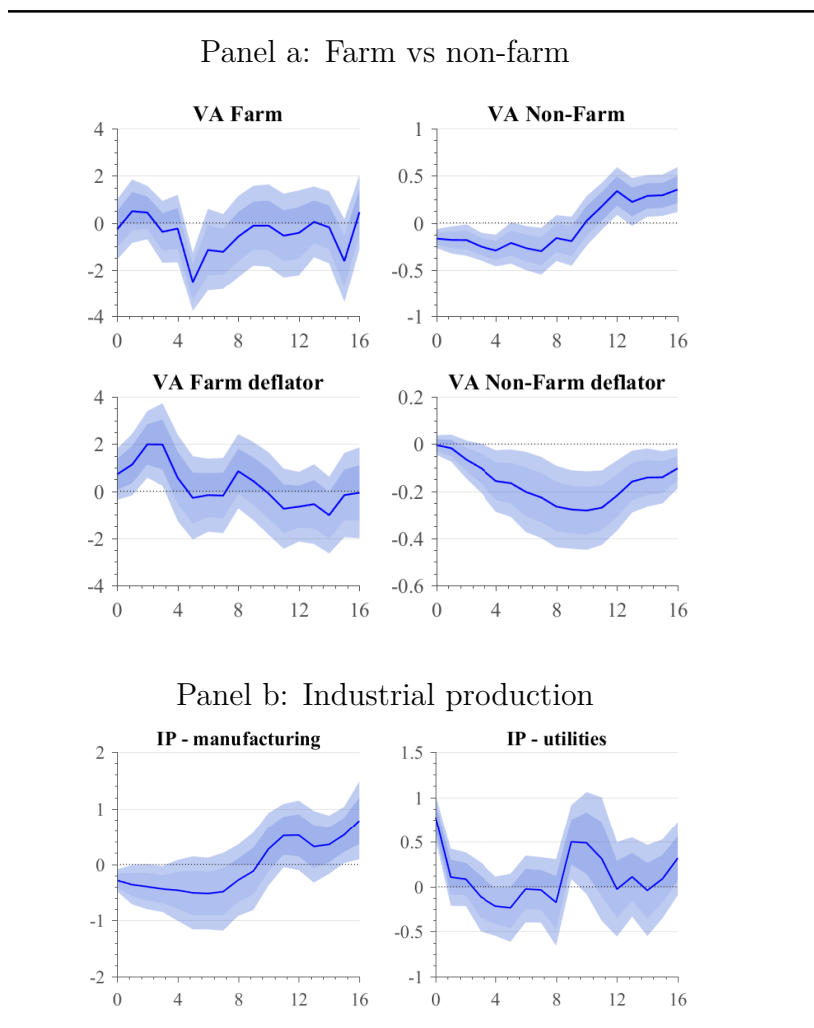 Panel a: Farm vs non-farm
VA Farm
4
2
0
-2
-4
0 4 8 12 16
VA Non-Farm
1
0.5
0
-0.5
-1
0 4 8 12 16
VA Farm deflator
4
2
0
-2
-4
0 4 8 12 16
VA Non-Farm deflator
0.2
0
-0.2
-0.4
-0.6
0 4 8 12 16
Panel b: Industrial production
IP - manufacturing
2
1
0
-1
-2
0 4 8 12 16
IP - utilities
1.5
1
0.5
0
-0.5
-1
0 4 8 12 16